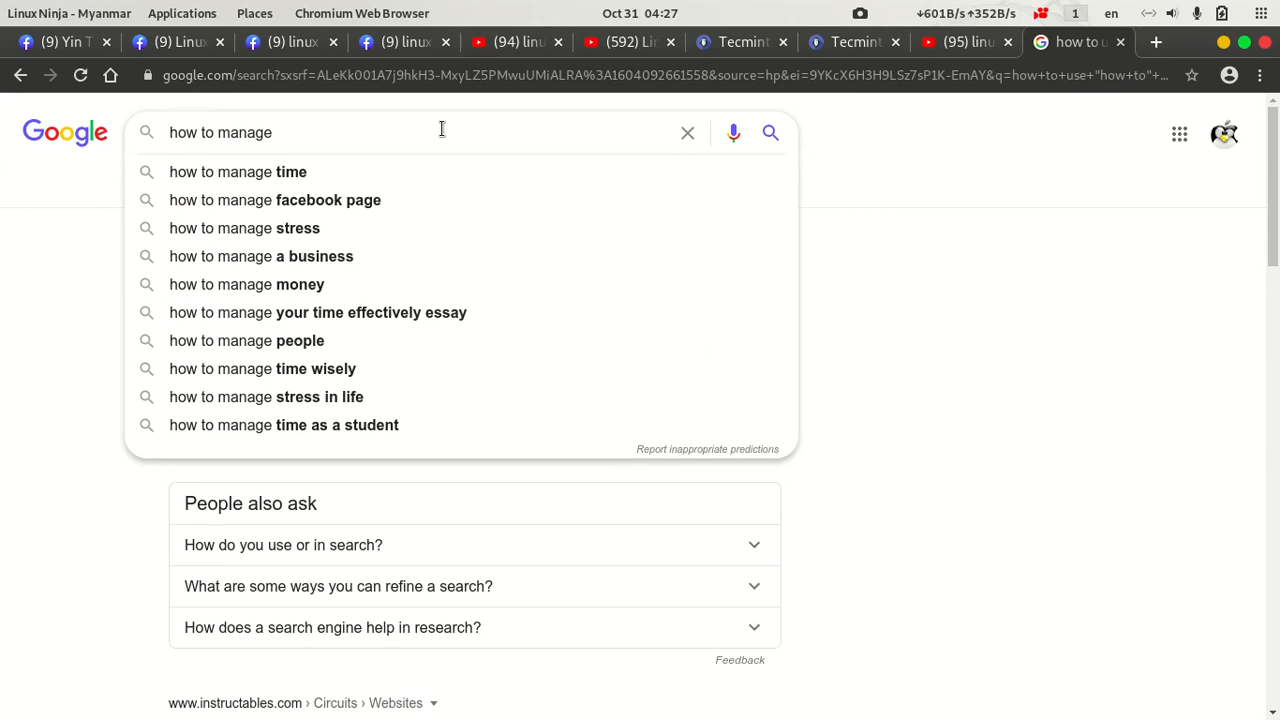 Linux Ninja - Myanmar Applications Places Chromium Web Browser Oct 31 04:27 ↓601B/s ↑352B/s 1 en
(9) Yin T (9) Linux (9) linux (9) linux (94) linu (592) Lin Tecmint Tecmint (95) linu how to u
google.com/search?sxsrf=ALeKk001A7j9hkH3-MxyLZ5PMwuUMiALRA%3A1604092661558&source=hp&ei=9YKcX6H3H9LSz7sP1K-EmAY&q=how+to+use+"how+to"+...
Google how to manage
how to manage time
how to manage facebook page
how to manage stress
how to manage a business
how to manage money
how to manage your time effectively essay
how to manage people
how to manage time wisely
how to manage stress in life
how to manage time as a student
Report inappropriate predictions
People also ask
How do you use or in search?
What are some ways you can refine a search?
How does a search engine help in research?
Feedback
www.instructables.com › Circuits › Websites